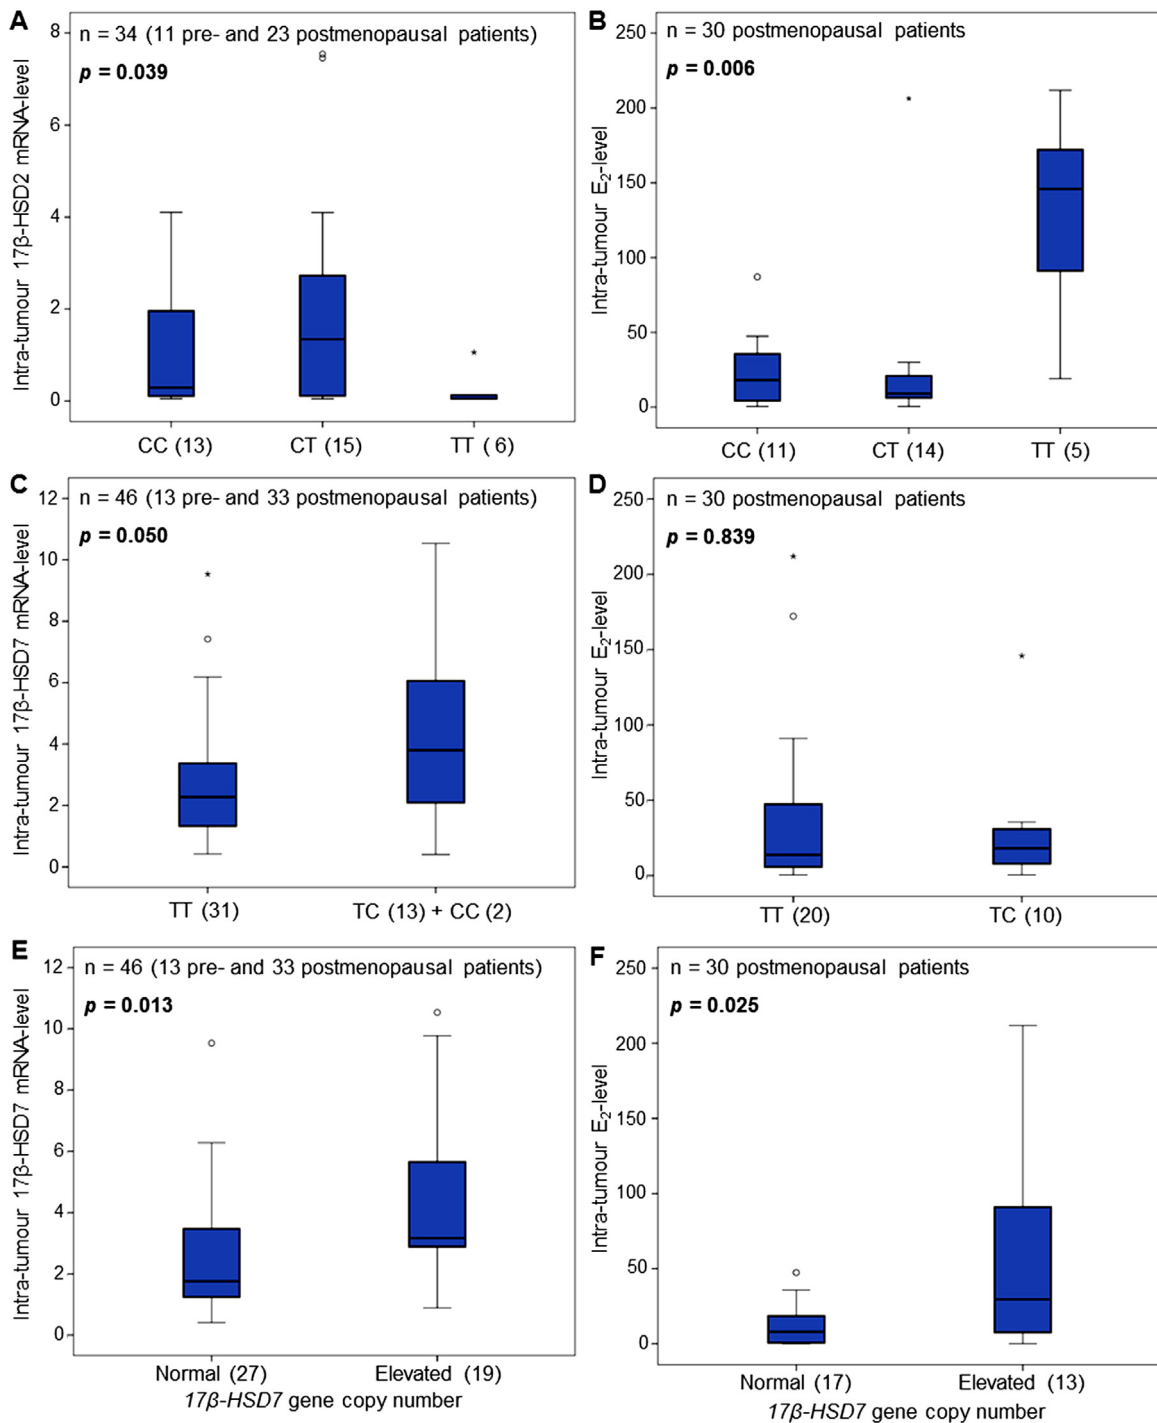 A
n = 34 (11 pre- and 23 postmenopausal patients)
p = 0.039
Intra-tumour 17β-HSD2 mRNA-level
8
6
4
2
0
CC (13) CT (15) TT ( 6)
B
n = 30 postmenopausal patients
p = 0.006
Intra-tumour E₂-level
250
200
150
100
50
0
CC (11) CT (14) TT (5)
C
n = 46 (13 pre- and 33 postmenopausal patients)
p = 0.050
Intra-tumour 17β-HSD7 mRNA-level
12
10
8
6
4
2
0
TT (31) TC (13) + CC (2)
D
n = 30 postmenopausal patients
p = 0.839
Intra-tumour E₂-level
250
200
150
100
50
0
TT (20) TC (10)
E
n = 46 (13 pre- and 33 postmenopausal patients)
p = 0.013
Intra-tumour 17β-HSD7 mRNA-level
12
10
8
6
4
2
0
Normal (27) Elevated (19)
17β-HSD7 gene copy number
F
n = 30 postmenopausal patients
p = 0.025
Intra-tumour E₂-level
250
200
150
100
50
0
Normal (17) Elevated (13)
17β-HSD7 gene copy number